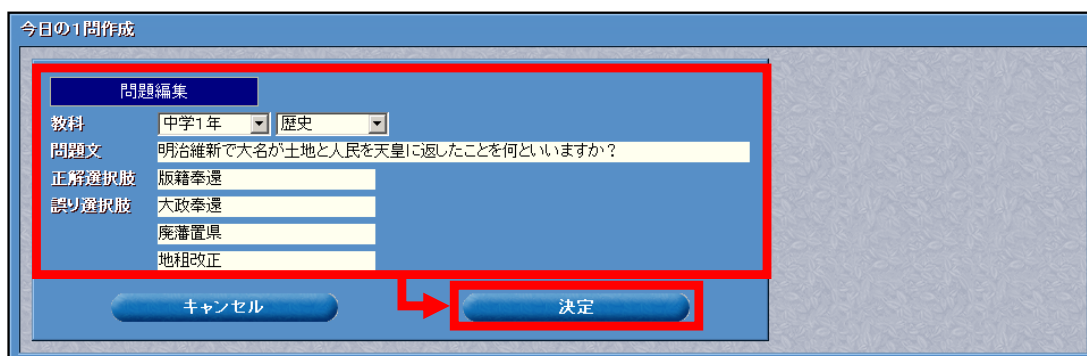 今日の1問作成
問題編集
教科 中学1年 歴史
問題文 明治維新で大名が土地と人民を天皇に返したことを何といいますか？
正解選択肢 版籍奉還
誤り選択肢 大政奉還
廃藩置県
地租改正
キャンセル 決定